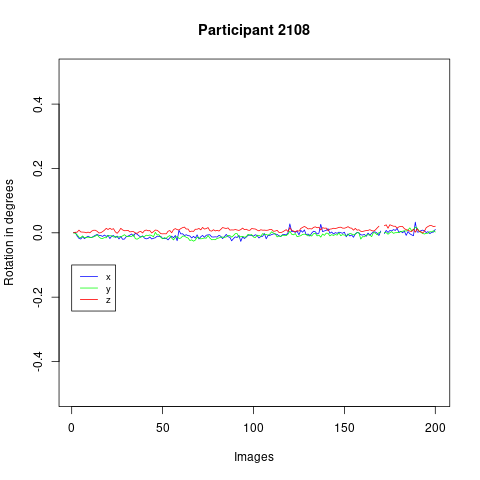 Participant 2108
Rotation in degrees
0.4
0.2
0.0
-0.2
-0.4
x
y
z
0 50 100 150 200
Images